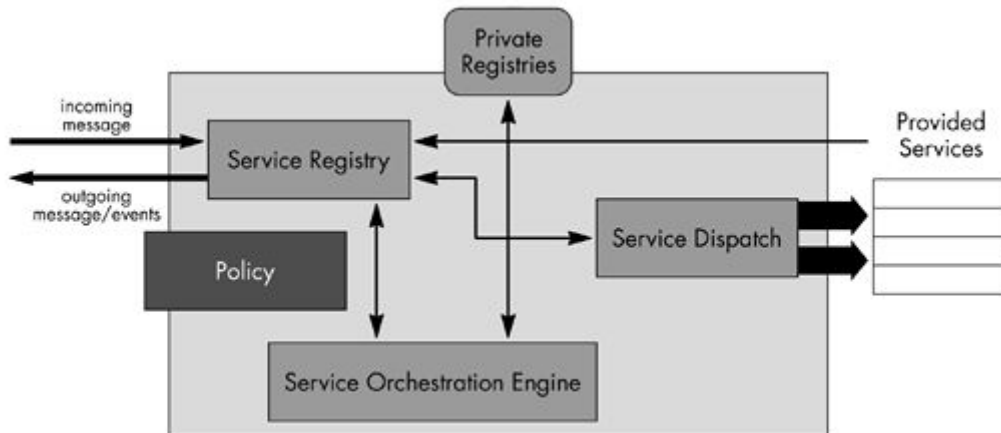 Private
Registries
incoming
message
Service Registry
Provided
Services
outgoing
message/events
Service Dispatch
Policy
Service Orchestration Engine